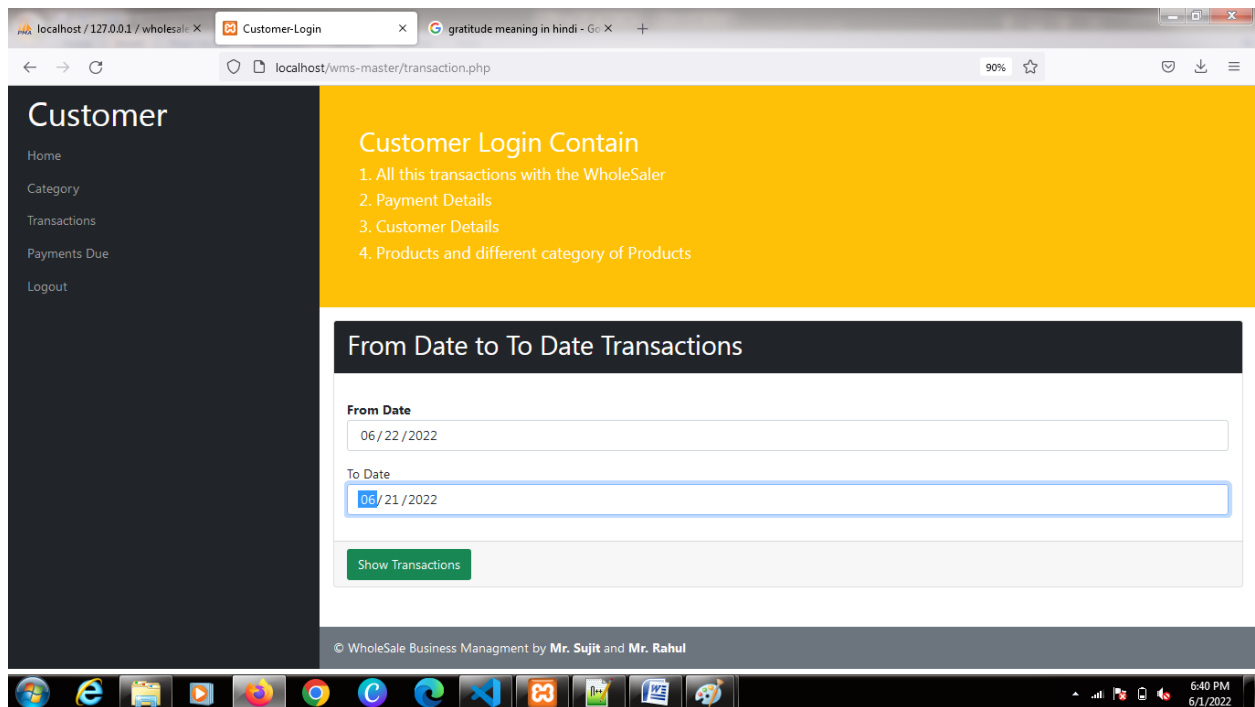 localhost / 127.0.0.1 / wholesale
Customer-Login
gratitude meaning in hindi - Go
localhost/wms-master/transaction.php
90%
Customer
Home
Category
Transactions
Payments Due
Logout
Customer Login Contain
1. All this transactions with the WholeSaler
2. Payment Details
3. Customer Details
4. Products and different category of Products
From Date to To Date Transactions
From Date
06/22/2022
To Date
06/21/2022
Show Transactions
© WholeSale Business Managment by Mr. Sujit and Mr. Rahul
6:40 PM
6/1/2022